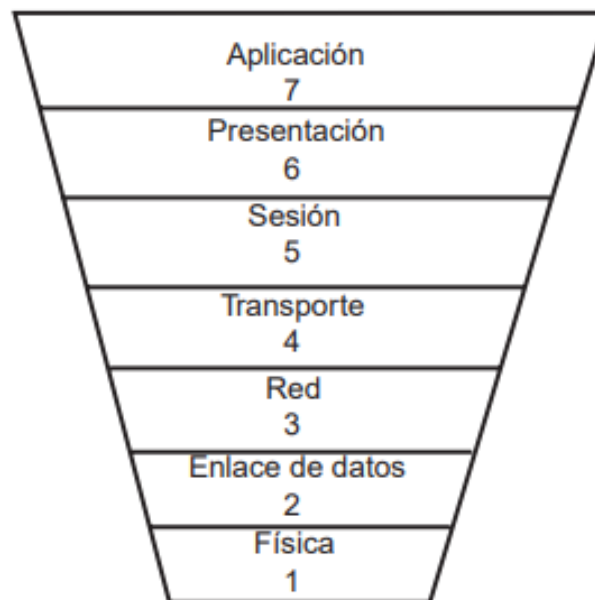 Aplicación
7
Presentación
6
Sesión
5
Transporte
4
Red
3
Enlace de datos
2
Física
1